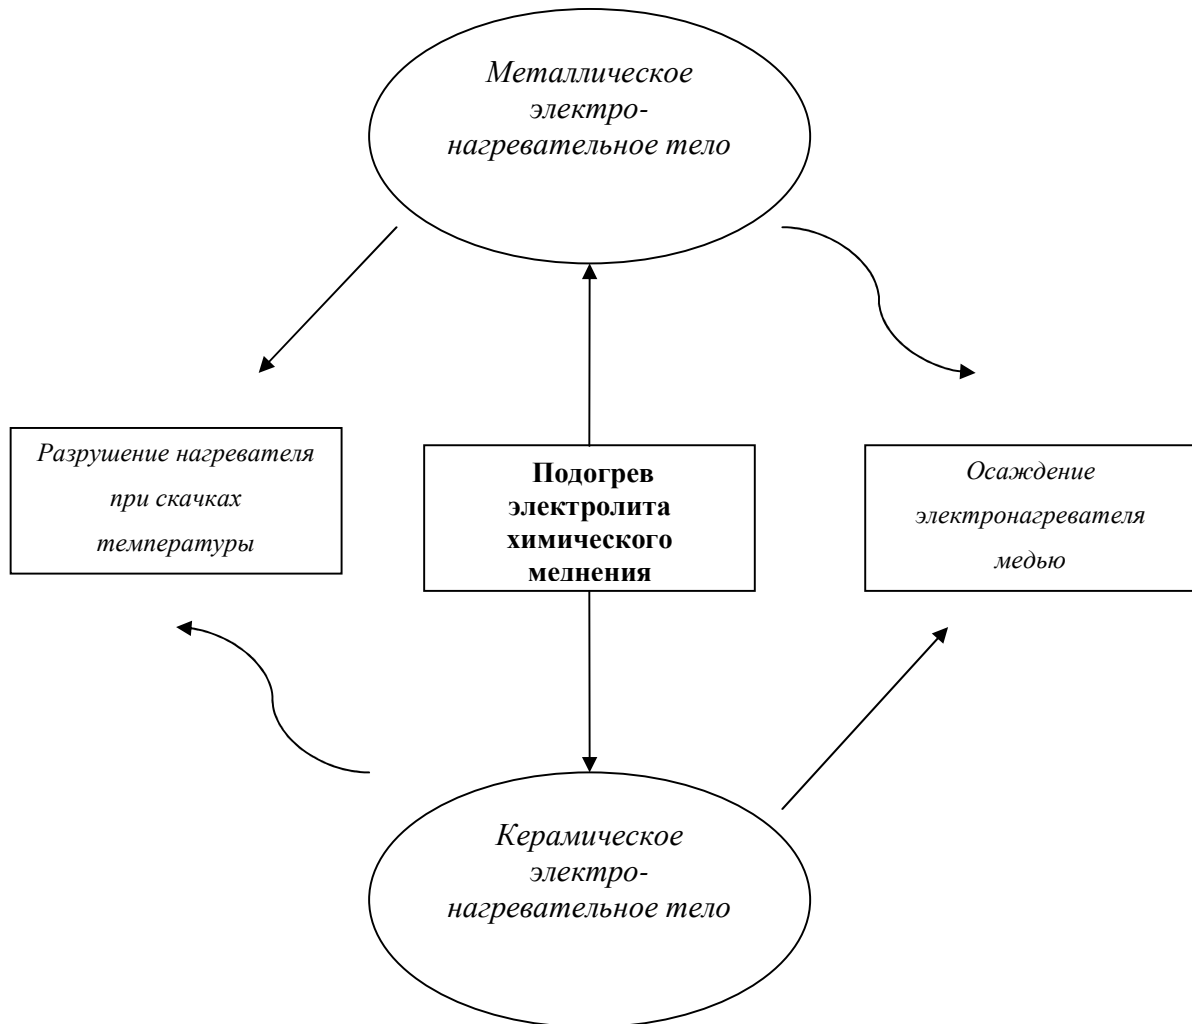 Металлическое
электро-
нагревательное тело
Разрушение нагревателя
при скачках
температуры
Подогрев
электролита
химического
меднения
Осаждение
электронагревателя
медью
Керамическое
электро-
нагревательное тело